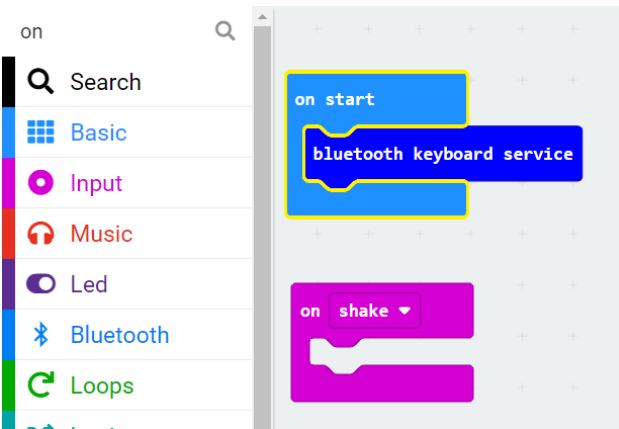 on
Search
Basic
Input
Music
Led
Bluetooth
Loops
on start
bluetooth keyboard service
on shake